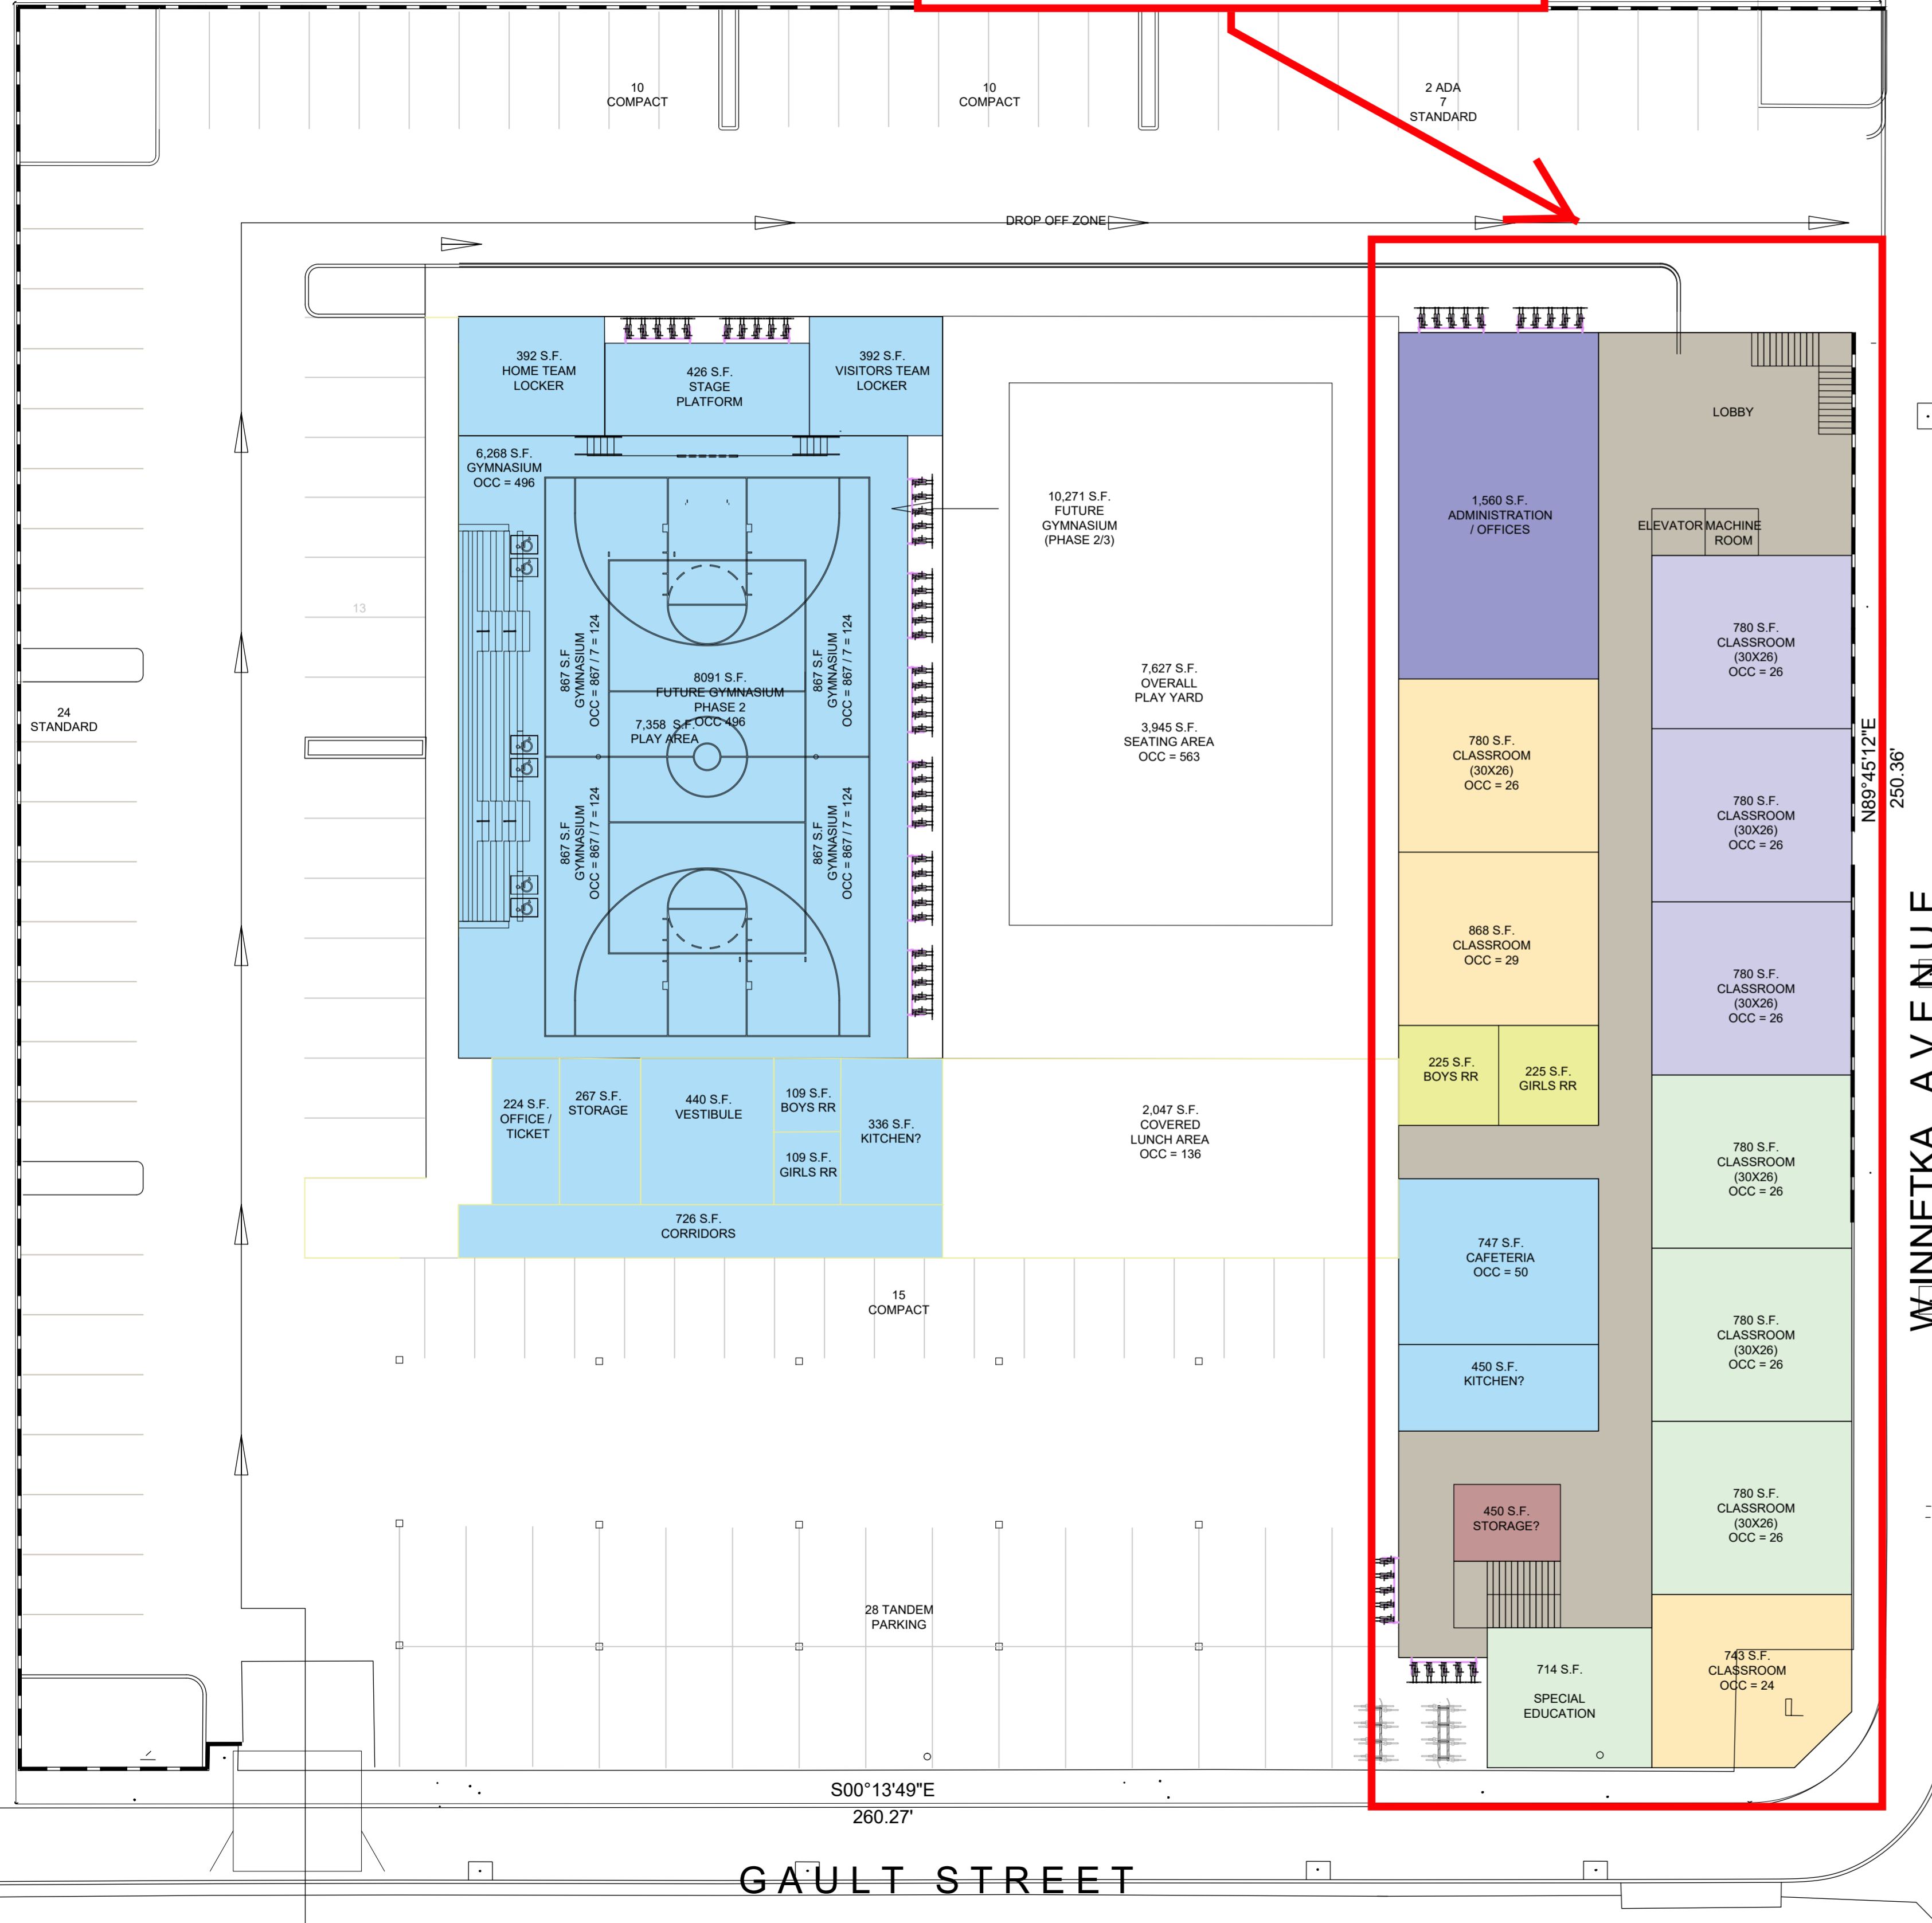 10
COMPACT
10
COMPACT
2 ADA
7
STANDARD
DROP OFF ZONE
392 S.F.
HOME TEAM
LOCKER
426 S.F.
STAGE
PLATFORM
392 S.F.
VISITORS TEAM
LOCKER
LOBBY
6,268 S.F.
GYMNASIUM
OCC = 496
10,271 S.F.
FUTURE
GYMNASIUM
(PHASE 2/3)
1,560 S.F.
ADMINISTRATION
/ OFFICES
ELEVATOR
MACHINE
ROOM
13
867 S.F
GYMNASIUM
OCC = 867 / 7 = 124
867 S.F
GYMNASIUM
OCC = 867 / 7 = 124
780 S.F.
CLASSROOM
(30X26)
OCC = 26
24
STANDARD
8091 S.F.
FUTURE GYMNASIUM
PHASE 2
OCC 496
7,358 S.F.
PLAY AREA
7,627 S.F.
OVERALL
PLAY YARD
3,945 S.F.
SEATING AREA
OCC = 563
780 S.F.
CLASSROOM
(30X26)
OCC = 26
780 S.F.
CLASSROOM
(30X26)
OCC = 26
N89°45'12"E
250.36'
867 S.F
GYMNASIUM
OCC = 867 / 7 = 124
867 S.F
GYMNASIUM
OCC = 867 / 7 = 124
868 S.F.
CLASSROOM
OCC = 29
780 S.F.
CLASSROOM
(30X26)
OCC = 26
WINNETKA AVENUE
225 S.F.
BOYS RR
225 S.F.
GIRLS RR
224 S.F.
OFFICE /
TICKET
267 S.F.
STORAGE
440 S.F.
VESTIBULE
109 S.F.
BOYS RR
109 S.F.
GIRLS RR
336 S.F.
KITCHEN?
2,047 S.F.
COVERED
LUNCH AREA
OCC = 136
780 S.F.
CLASSROOM
(30X26)
OCC = 26
726 S.F.
CORRIDORS
747 S.F.
CAFETERIA
OCC = 50
15
COMPACT
780 S.F.
CLASSROOM
(30X26)
OCC = 26
450 S.F.
KITCHEN?
450 S.F.
STORAGE?
780 S.F.
CLASSROOM
(30X26)
OCC = 26
28 TANDEM
PARKING
714 S.F.
SPECIAL
EDUCATION
743 S.F.
CLASSROOM
OCC = 24
S00°13'49"E
260.27'
GAULT STREET